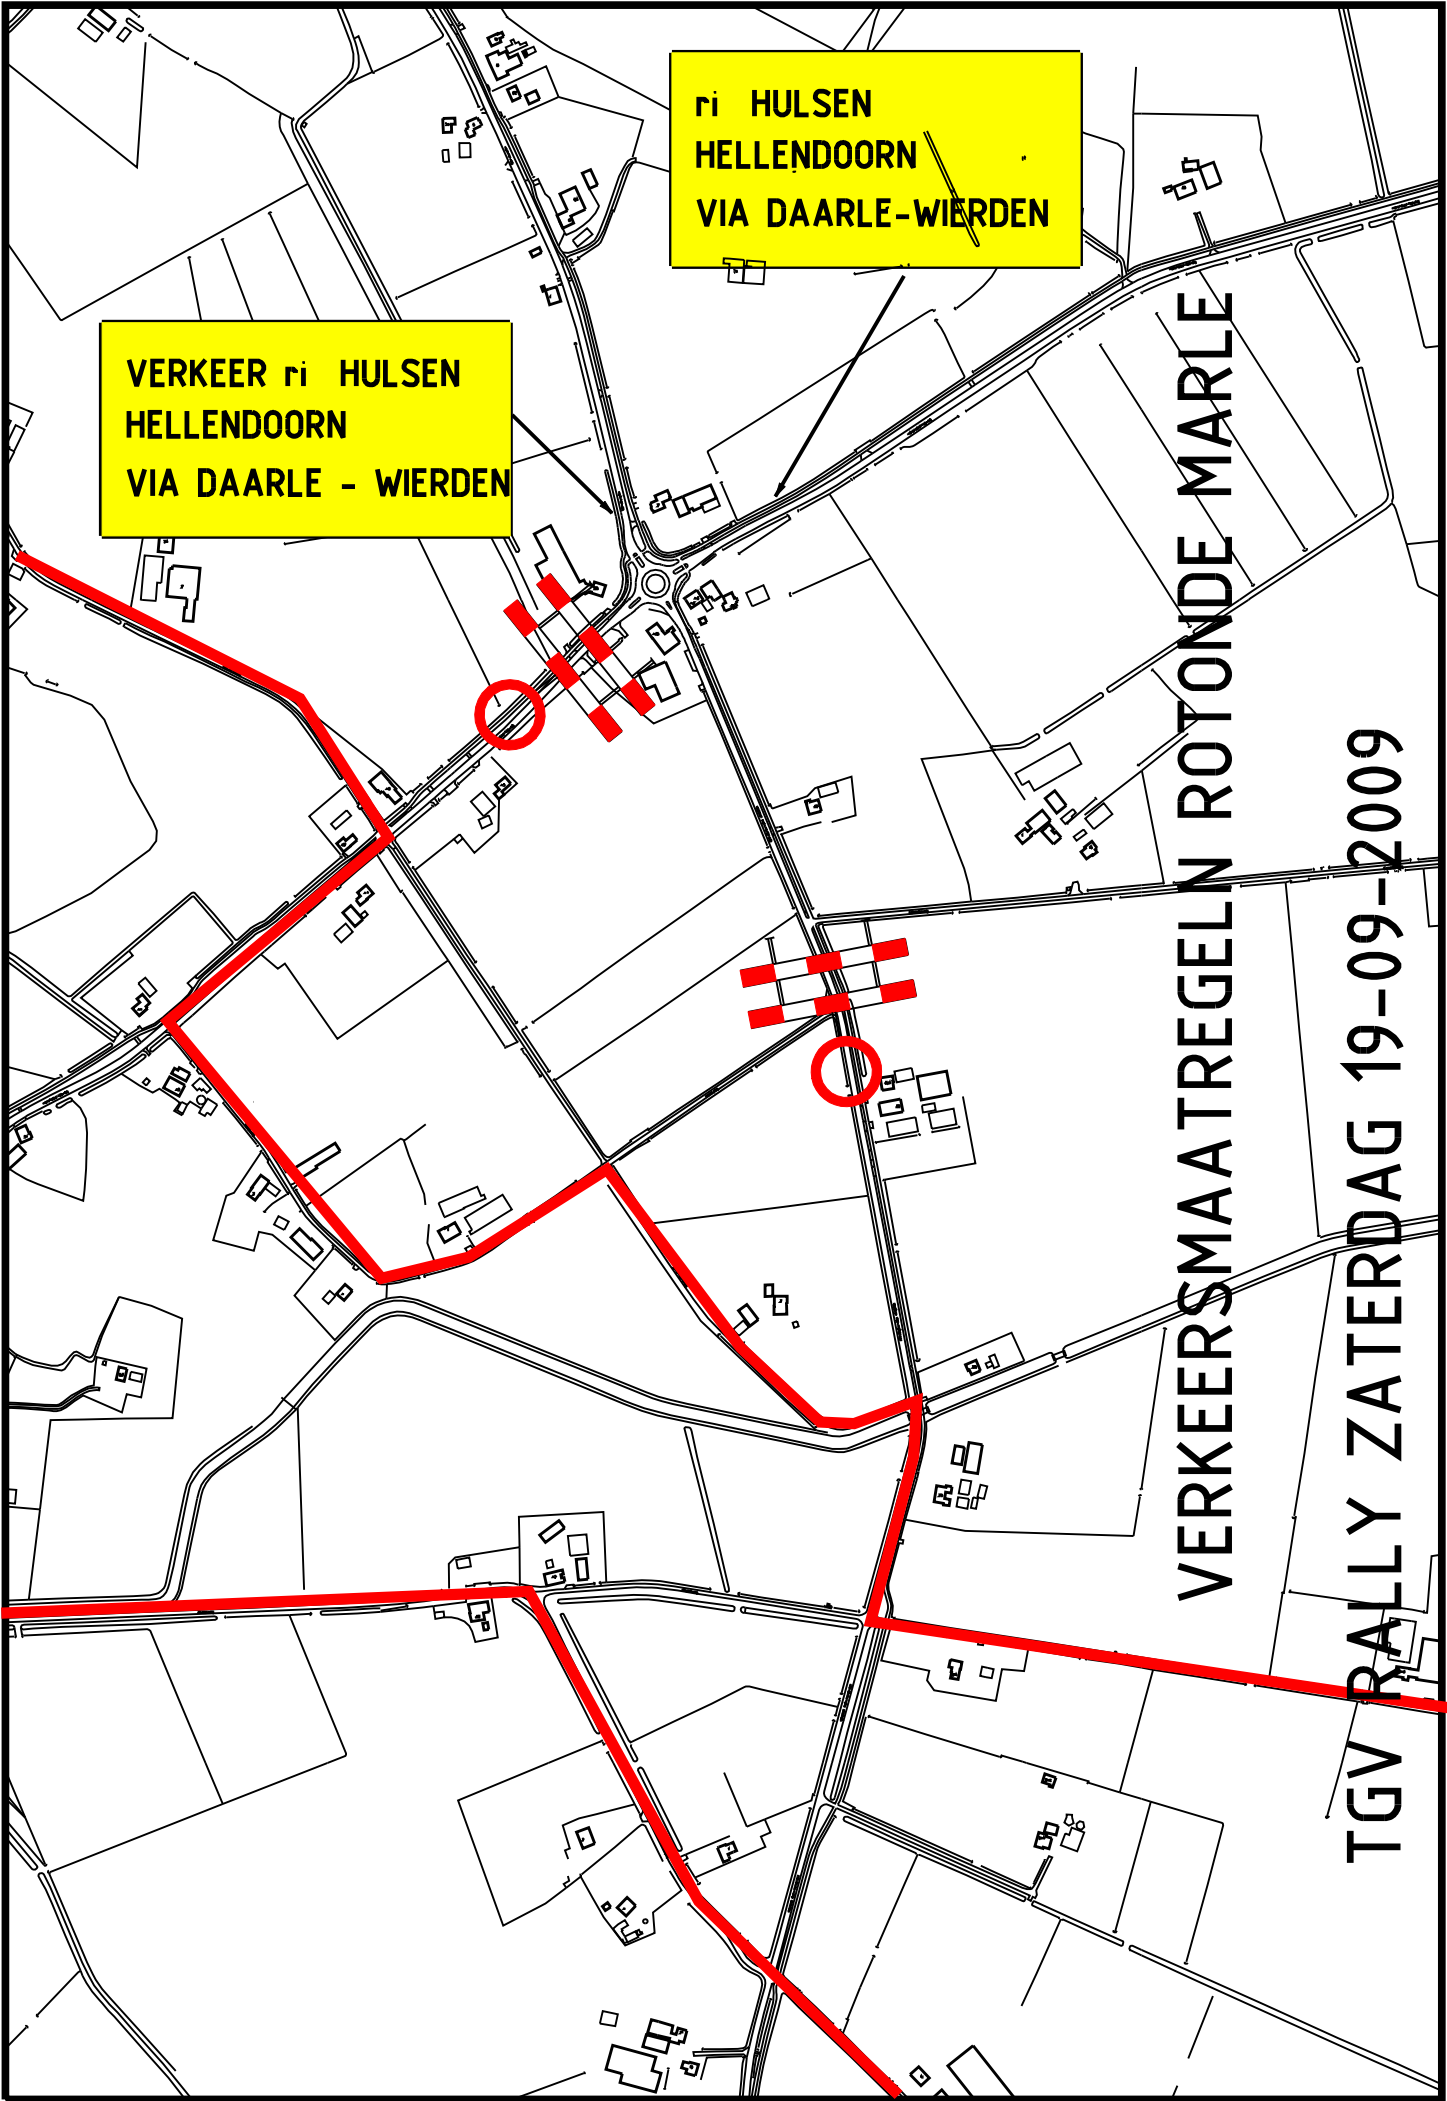 ri HULSEN
HELLENDOORN
VIA DAARLE-WIERDEN
VERKEER ri HULSEN
HELLENDOORN
VIA DAARLE - WIERDEN
VERKEERSMAATREGELN ROTONDE MARLE
TGV RALLY ZATERDAG 19-09-2009